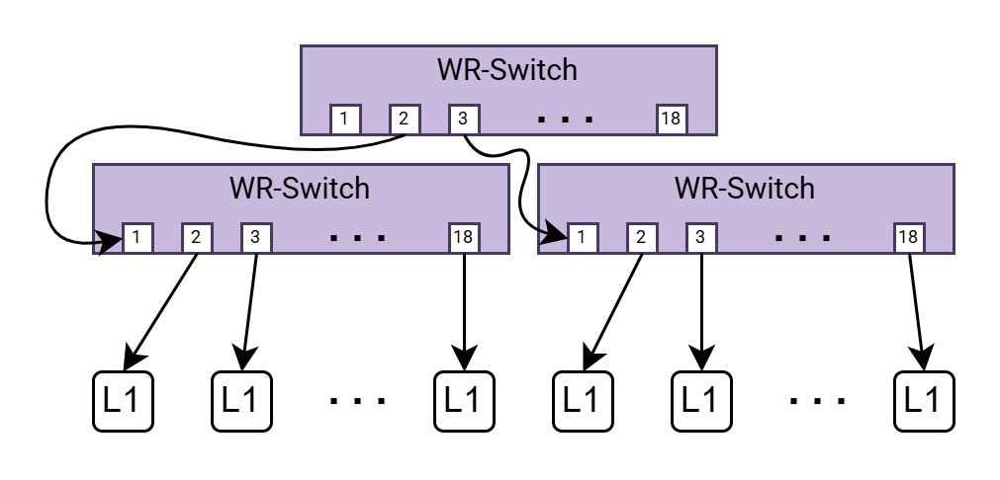 WR-Switch
1 2 3 . . . 18
WR-Switch WR-Switch
1 2 3 . . . 18 1 2 3 . . . 18
L1 L1 . . . L1 L1 L1 . . . L1